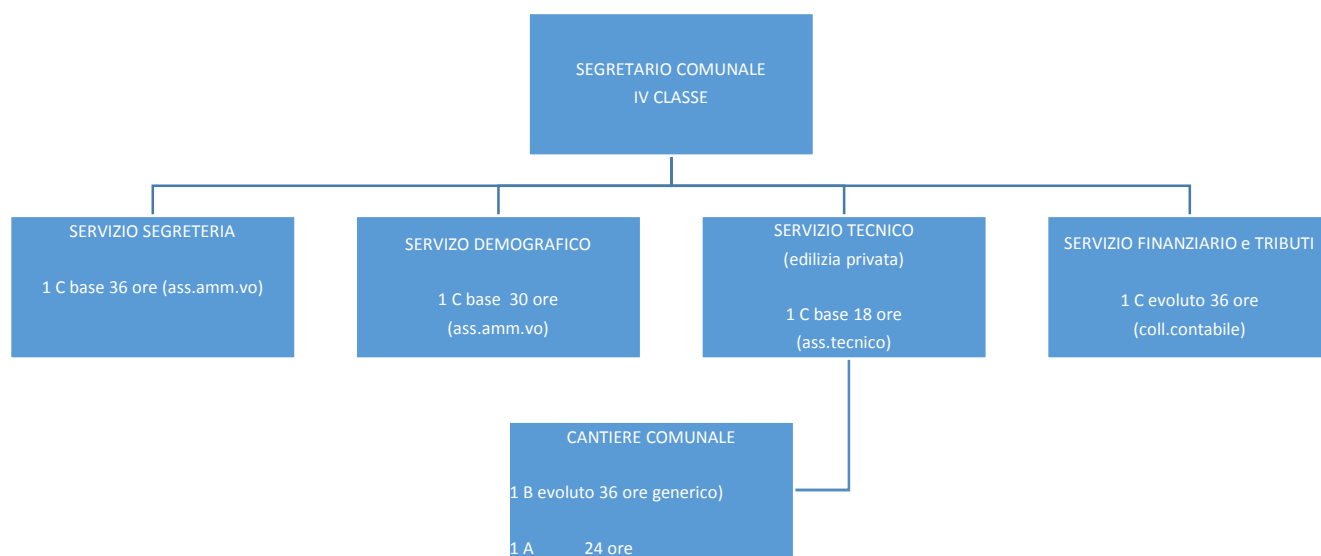 SEGRETARIO COMUNALE
IV CLASSE
SERVIZIO SEGRETERIA
1 C base 36 ore (ass.amm.vo)
SERVIZO DEMOGRAFICO
1 C base 30 ore
(ass.amm.vo)
SERVIZIO TECNICO
(edilizia privata)
1 C base 18 ore
(ass.tecnico)
SERVIZIO FINANZIARIO e TRIBUTI
1 C evoluto 36 ore
(coll.contabile)
CANTIERE COMUNALE
1 B evoluto 36 ore generico)
1 A 24 ore